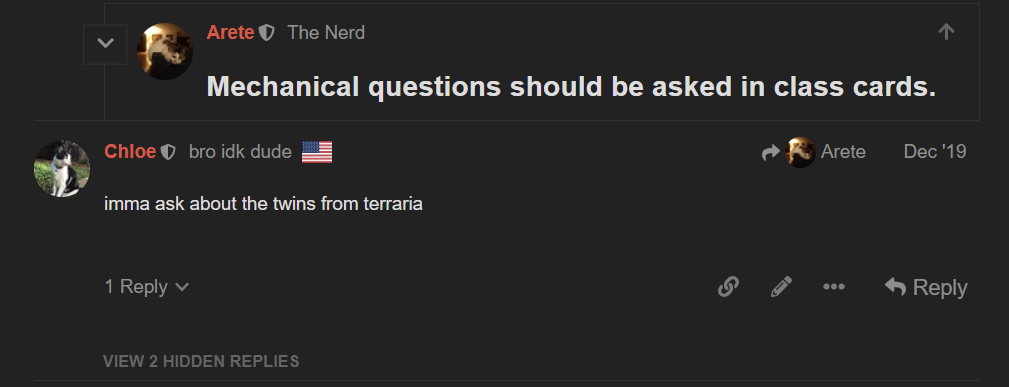 Arete The Nerd
Mechanical questions should be asked in class cards.
Chloe bro idk dude Arete Dec '19
imma ask about the twins from terraria
1 Reply Reply
VIEW 2 HIDDEN REPLIES